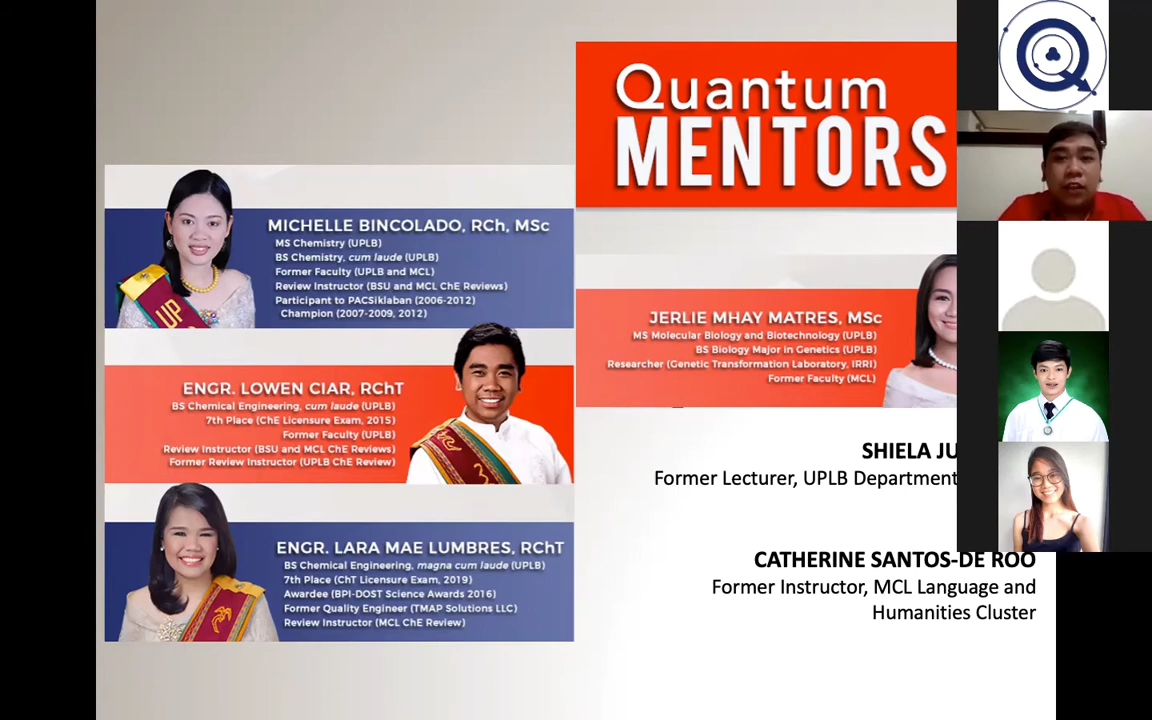 Quantum
MENTORS
MICHELLE BINCOLADO, RCh, MSc
MS Chemistry (UPLB)
BS Chemistry, cum laude (UPLB)
Former Faculty (UPLB and MCL)
Review Instructor (BSU and MCL ChE Reviews)
Participant to PACSiklaban (2006-2012)
Champion (2007-2009, 2012)
UP
ENGR. LOWEN CIAR, RChT
BS Chemical Engineering, cum laude (UPLB)
7th Place (ChE Licensure Exam, 2015)
Former Faculty (UPLB)
Review Instructor (BSU and MCL ChE Reviews)
Former Review Instructor (UPLB ChE Review)
ENGR. LARA MAE LUMBRES, RChT
BS Chemical Engineering, magna cum laude (UPLB)
7th Place (ChT Licensure Exam, 2019)
Awardee (BPI-DOST Science Awards 2016)
Former Quality Engineer (TMAP Solutions LLC)
Review Instructor (MCL ChE Review)
JERLIE MHAY MATRES, MSc
MS Molecular Biology and Biotechnology (UPLB)
BS Biology Major in Genetics (UPLB)
Researcher (Genetic Transformation Laboratory, IRRI)
Former Faculty (MCL)
SHIELA JU
Former Lecturer, UPLB Department
CATHERINE SANTOS-DE ROO
Former Instructor, MCL Language and
Humanities Cluster